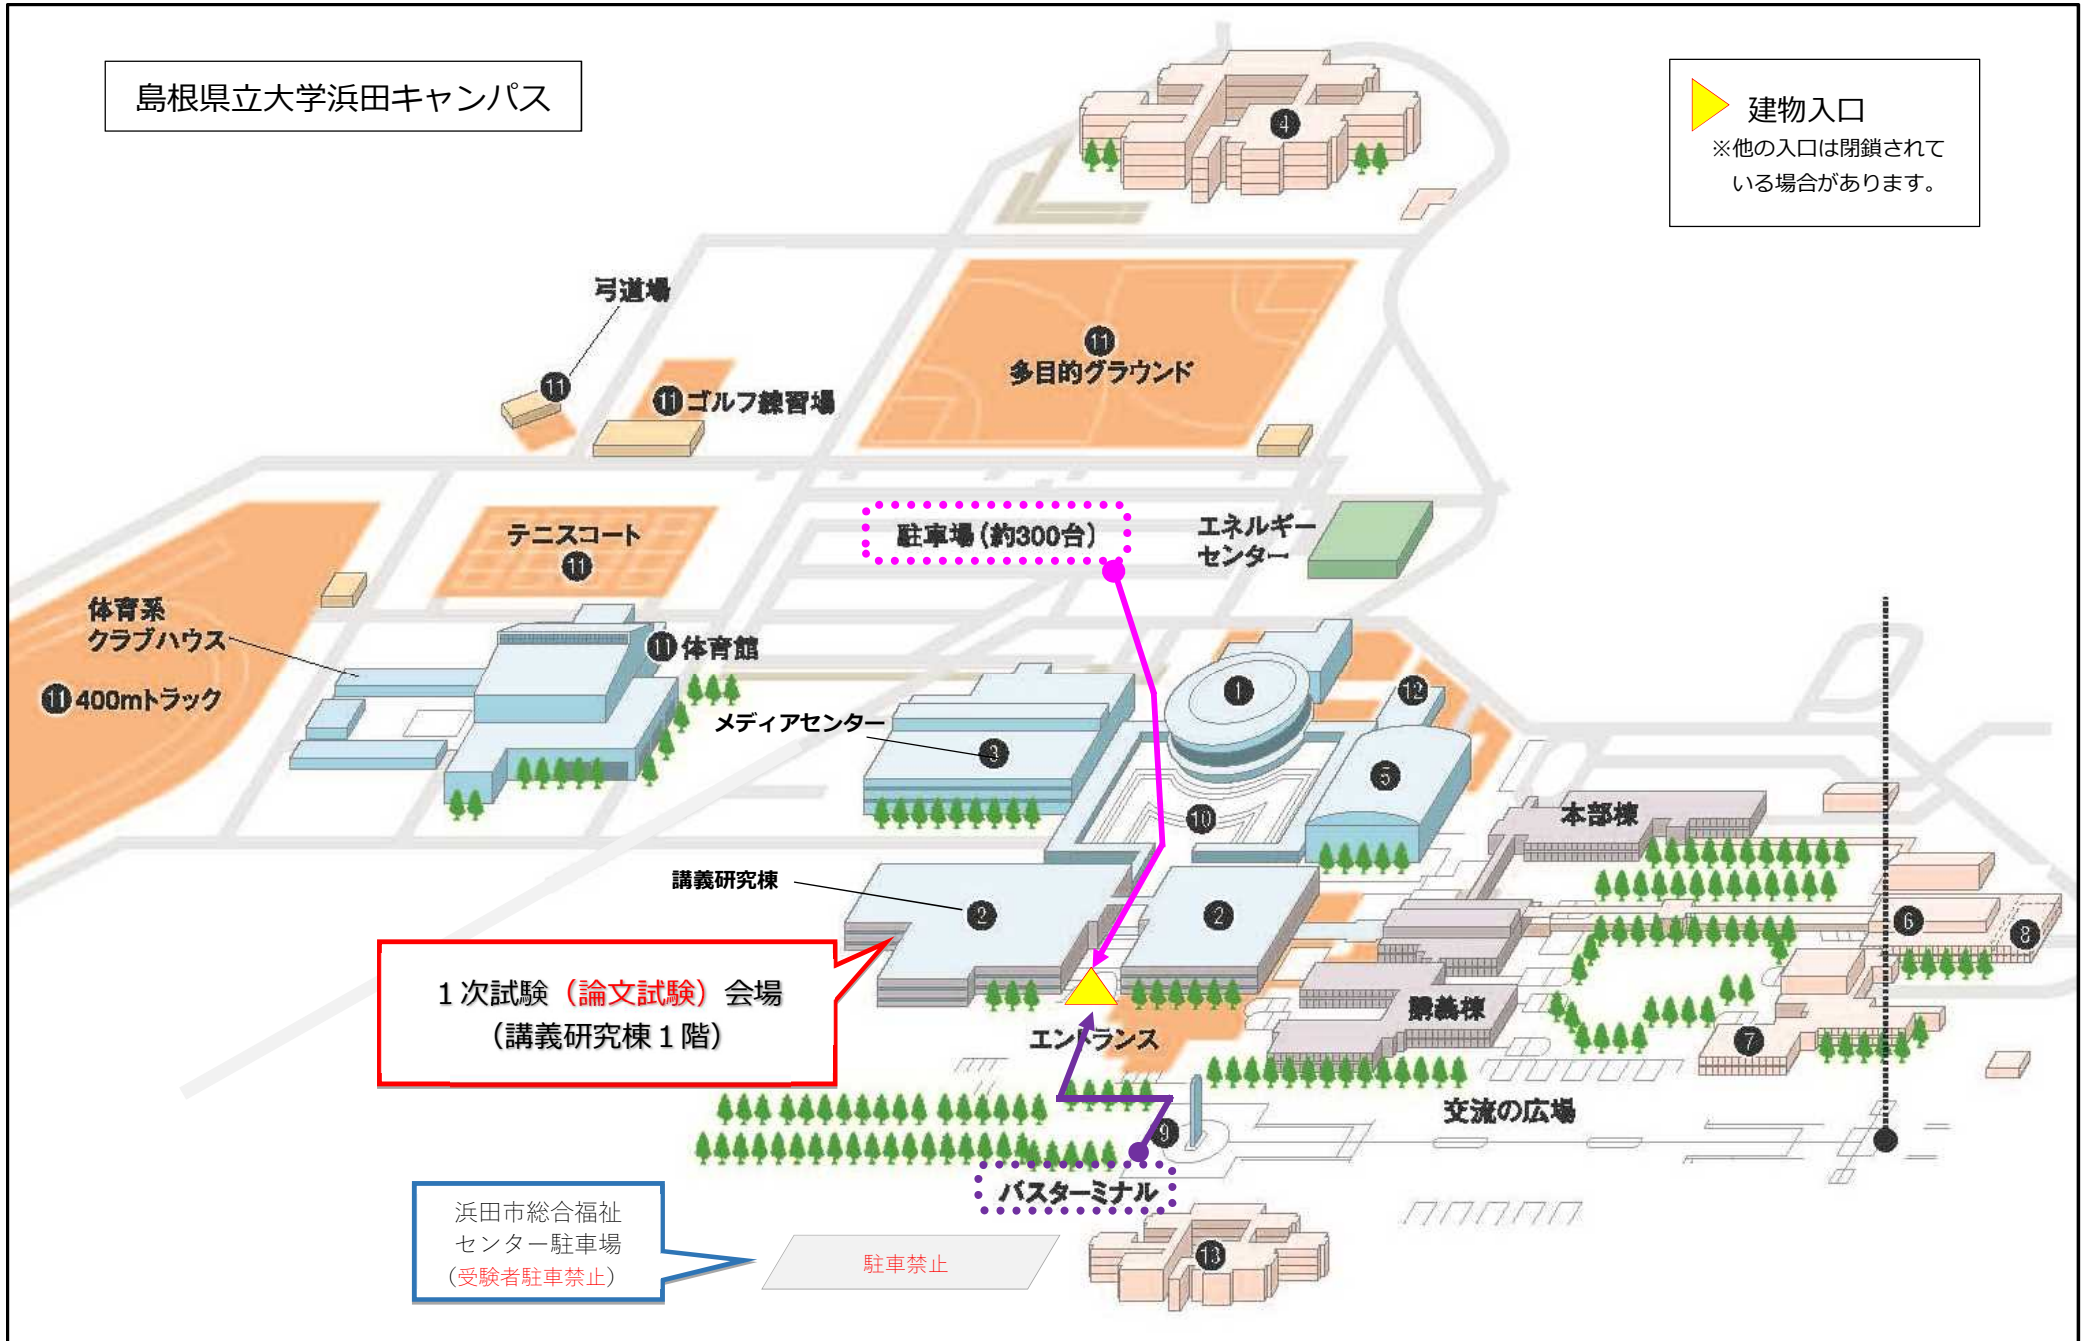 島根県立大学浜田キャンパス
建物入口
※他の入口は閉鎖されて
いる場合があります。
4
弓道場
11
11 ゴルフ練習場
11
多目的グラウンド
テニスコート
11
駐車場(約300台)
エネルギー
センター
体育系
クラブハウス
11 体育館
11 400mトラック
メディアセンター
3
1
12
5
10
本部棟
講義研究棟
2
2
6
8
1次試験(論文試験)会場
(講義研究棟1階)
エントランス
講義棟
7
交流の広場
9
バスターミナル
浜田市総合福祉
センター駐車場
(受験者駐車禁止)
駐車禁止
13